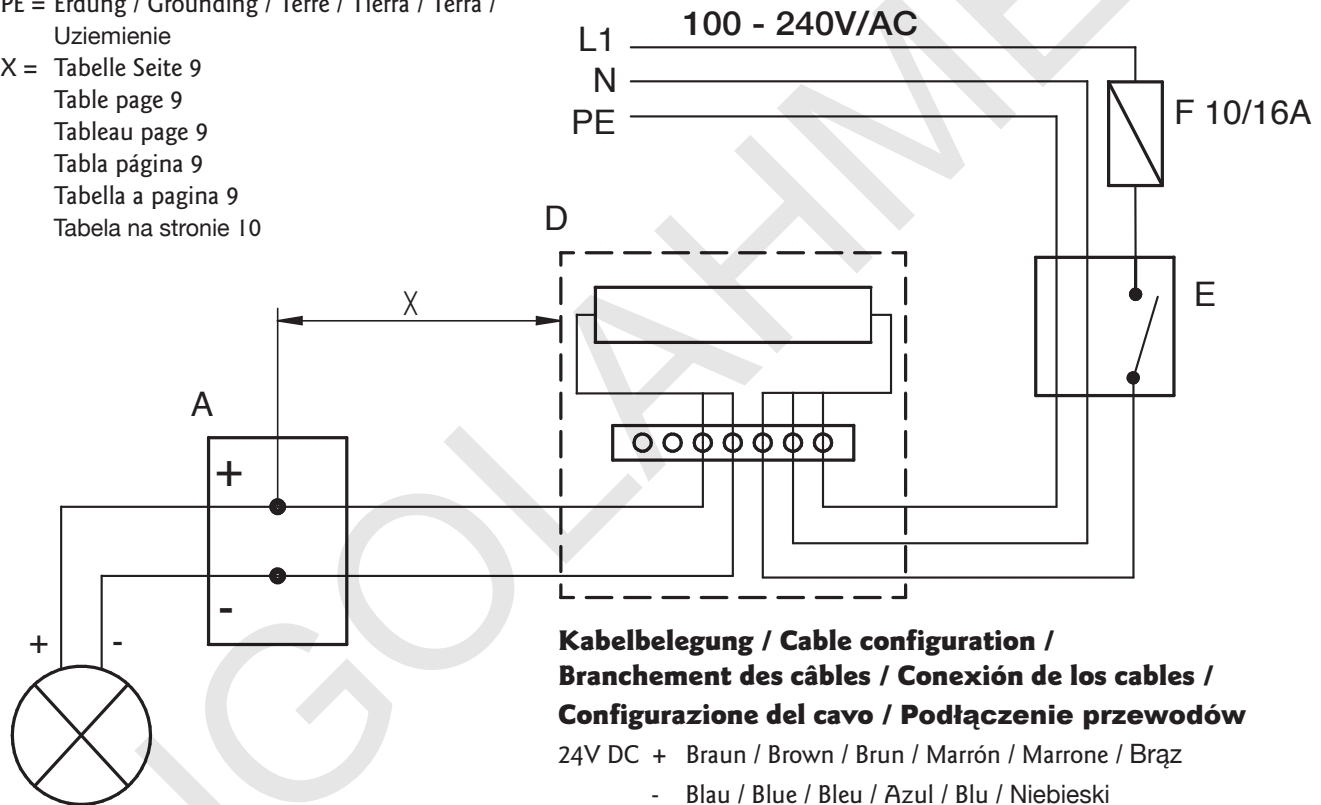 PE = Erdung / Grounding / Terre / Tierra / Terra /
Uziemienie
X = Tabelle Seite 9
Table page 9
Tableau page 9
Tabla página 9
Tabella a pagina 9
Tabela na stronie 10
100 - 240V/AC
L1
N
PE
F 10/16A
D
E
X
A
+
-
+ -
Kabelbelegung / Cable configuration /
Branchement des câbles / Conexión de los cables /
Configurazione del cavo / Podłączenie przewodów
24V DC + Braun / Brown / Brun / Marrón / Marrone / Brąz
- Blau / Blue / Bleu / Azul / Blu / Niebieski